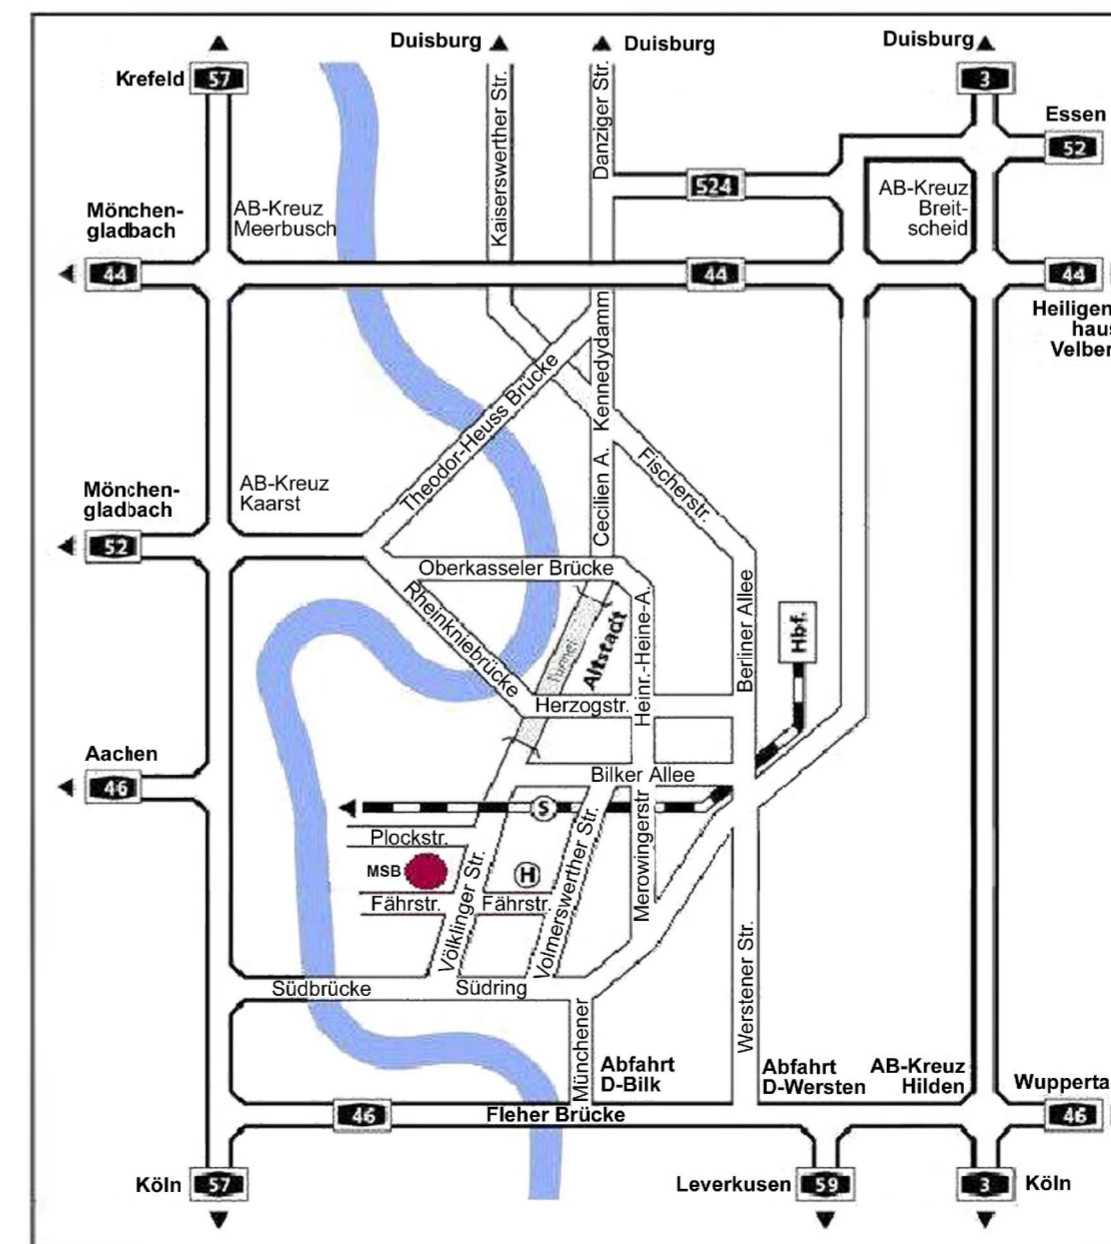 Duisburg
Duisburg
Duisburg
Krefeld
57
3
Essen
52
Kaiserswerther Str.
Danziger Str.
524
AB-Kreuz
Breit-
scheid
Mönchen-
gladbach
AB-Kreuz
Meerbusch
44
44
44
Heiligen
haus
Velber
Kennedydamm
Theodor-Heuss Brücke
Fischerstr.
Cecilien A.
Mönchen-
gladbach
AB-Kreuz
Kaarst
52
Oberkasseler Brücke
Rheinkniebrücke
Tunnel
Altstadt
Heinr.-Heine-A.
Berliner Allee
Hbf.
Herzogstr.
Aachen
46
Bilker Allee
S
Plockstr.
MSB
H
Fährstr.
Fährstr.
Völklinger Str.
Volmerswerther Str.
Merowingerstr
Südbrücke
Südring
Münchener
Werstener Str.
Abfahrt
D-Bilk
Abfahrt
D-Wersten
AB-Kreuz
Hilden
Wupperta
46
Fleher Brücke
46
Köln
57
Leverkusen
59
3
Köln